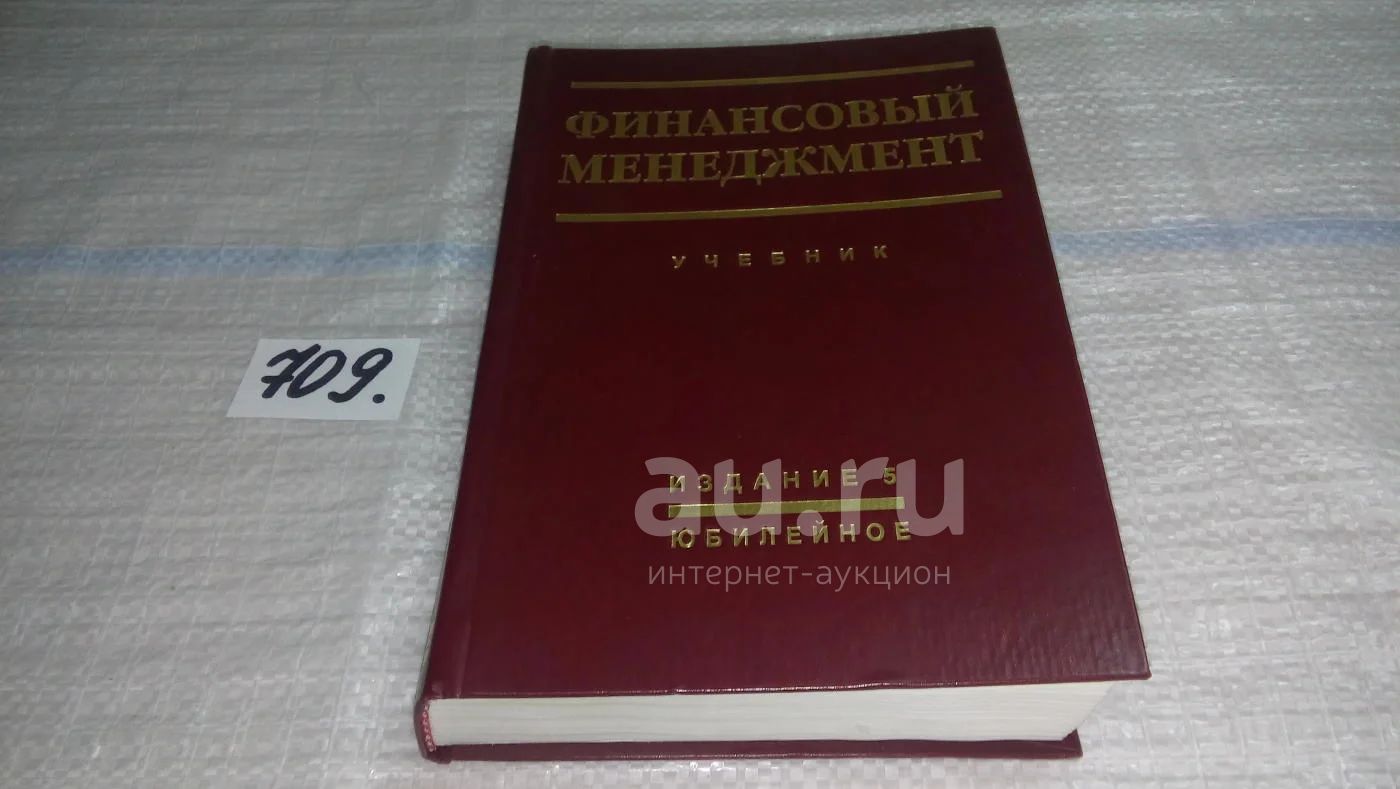 ФИНАНСОВЫЙ
МЕНЕДЖМЕНТ
УЧЕБНИК
709.
ИЗДАНИЕ 5
ЮБИЛЕЙНОЕ
au.ru
интернет-аукцион